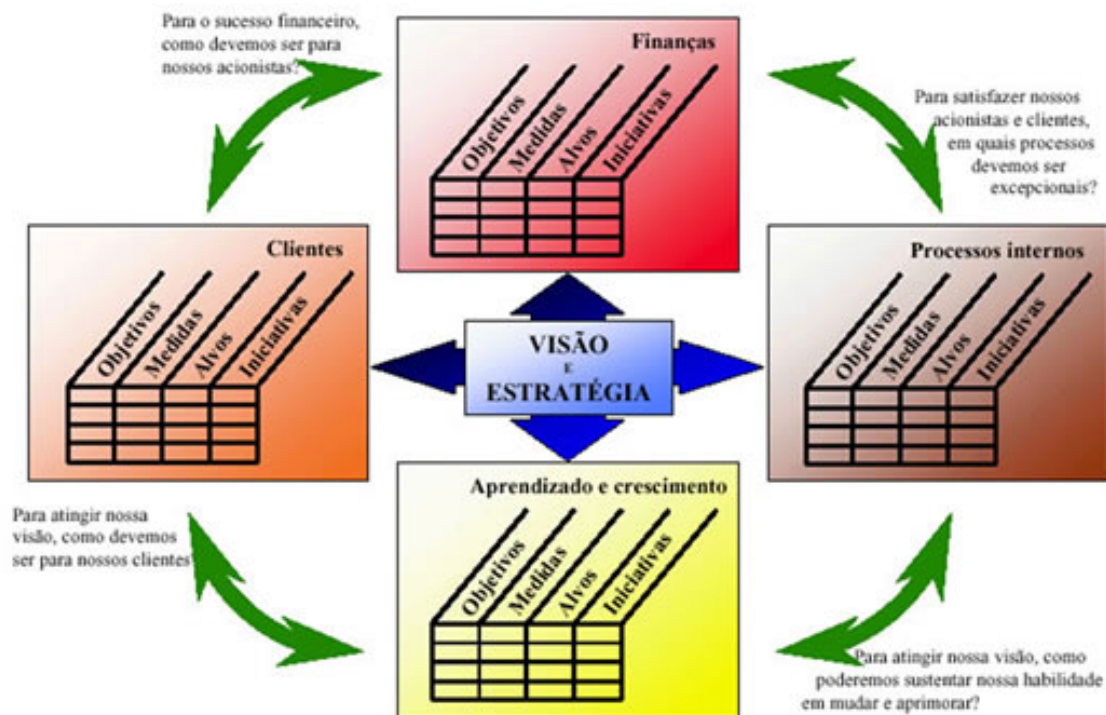 Para o sucesso financeiro,
como devemos ser para
nossos acionistas?
Finanças
Objetivos
Medidas
Alvos
Iniciativas
Para satisfazer nossos
acionistas e clientes,
em quais processos
devemos ser
excepcionais?
Clientes
Objetivos
Medidas
Alvos
Iniciativas
VISÃO
E
ESTRATÉGIA
Processos internos
Objetivos
Medidas
Alvos
Iniciativas
Para atingir nossa
visão, como devemos
ser para nossos clientes
Aprendizado e crescimento
Objetivos
Medidas
Alvos
Iniciativas
Para atingir nossa visão, como
poderemos sustentar nossa habilidade
em mudar e aprimorar?